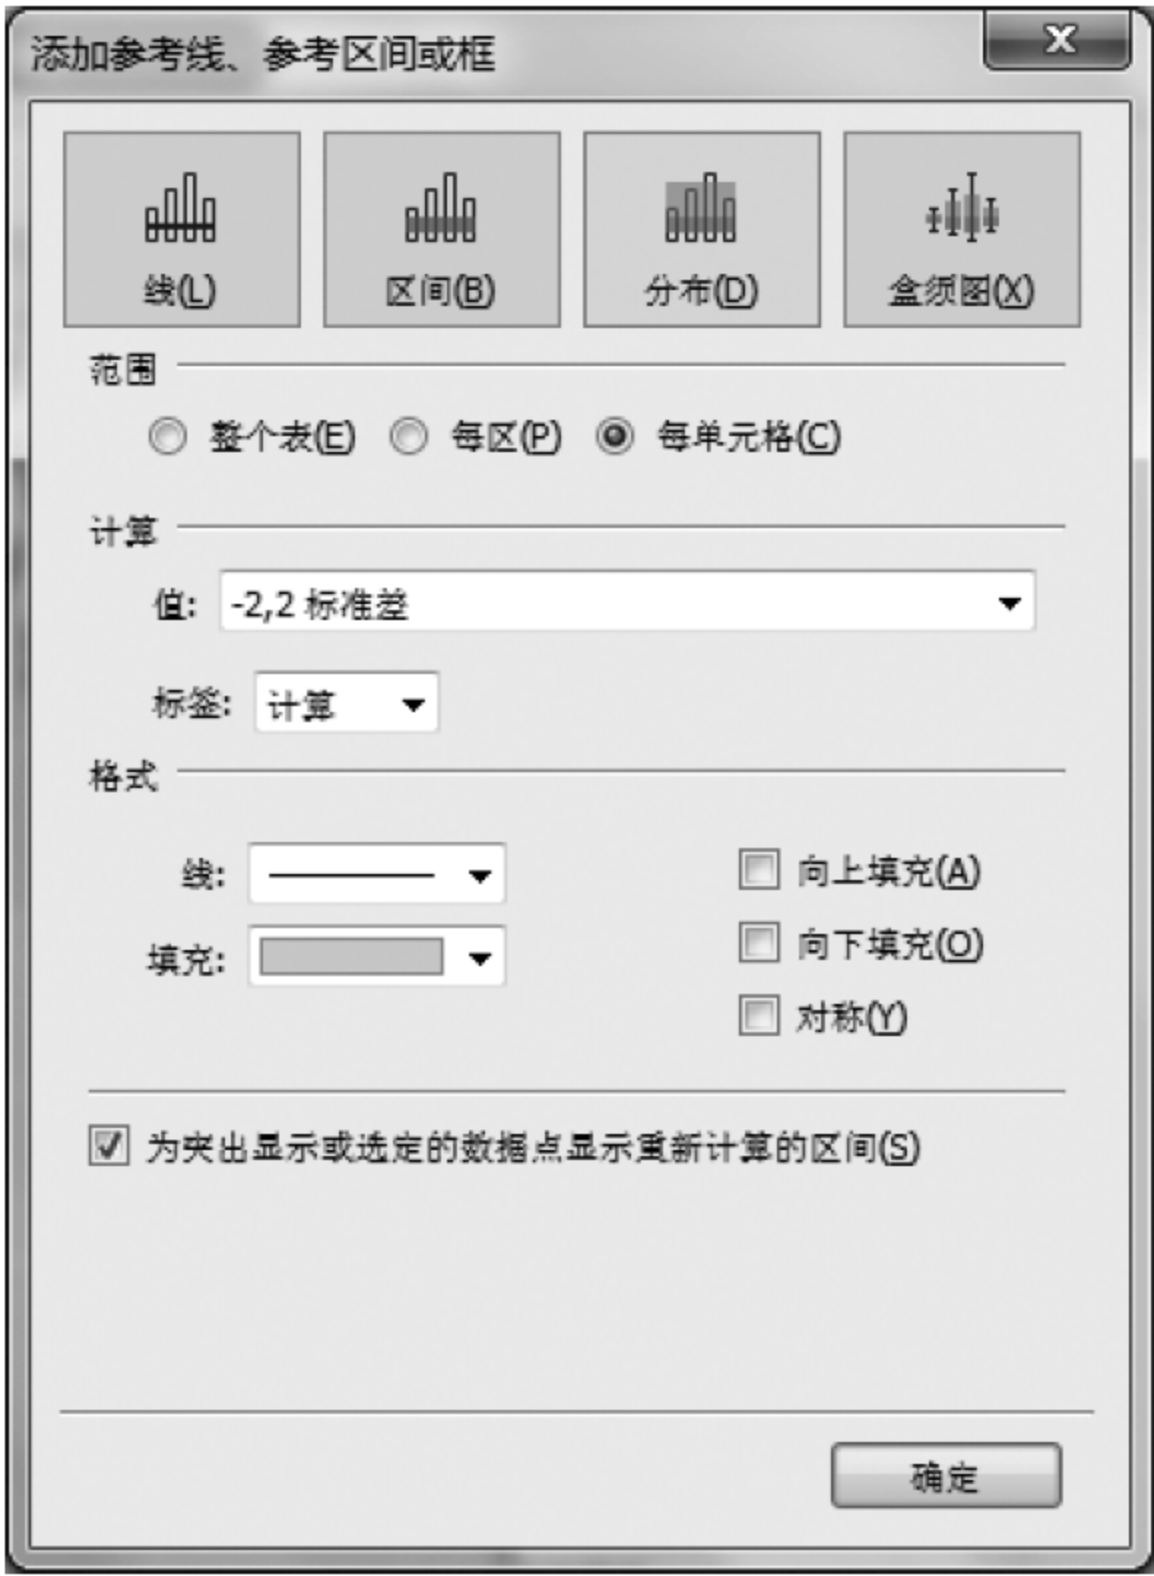 添加参考线、参考区间或框
线(L) 区间(B) 分布(D) 盒须图(X)
范围
整个表(E) 每区(P) 每单元格(C)
计算
值: -2,2 标准差
标签: 计算
格式
线: 向上填充(A)
填充: 向下填充(O)
对称(Y)
为突出显示或选定的数据点显示重新计算的区间(S)
确定